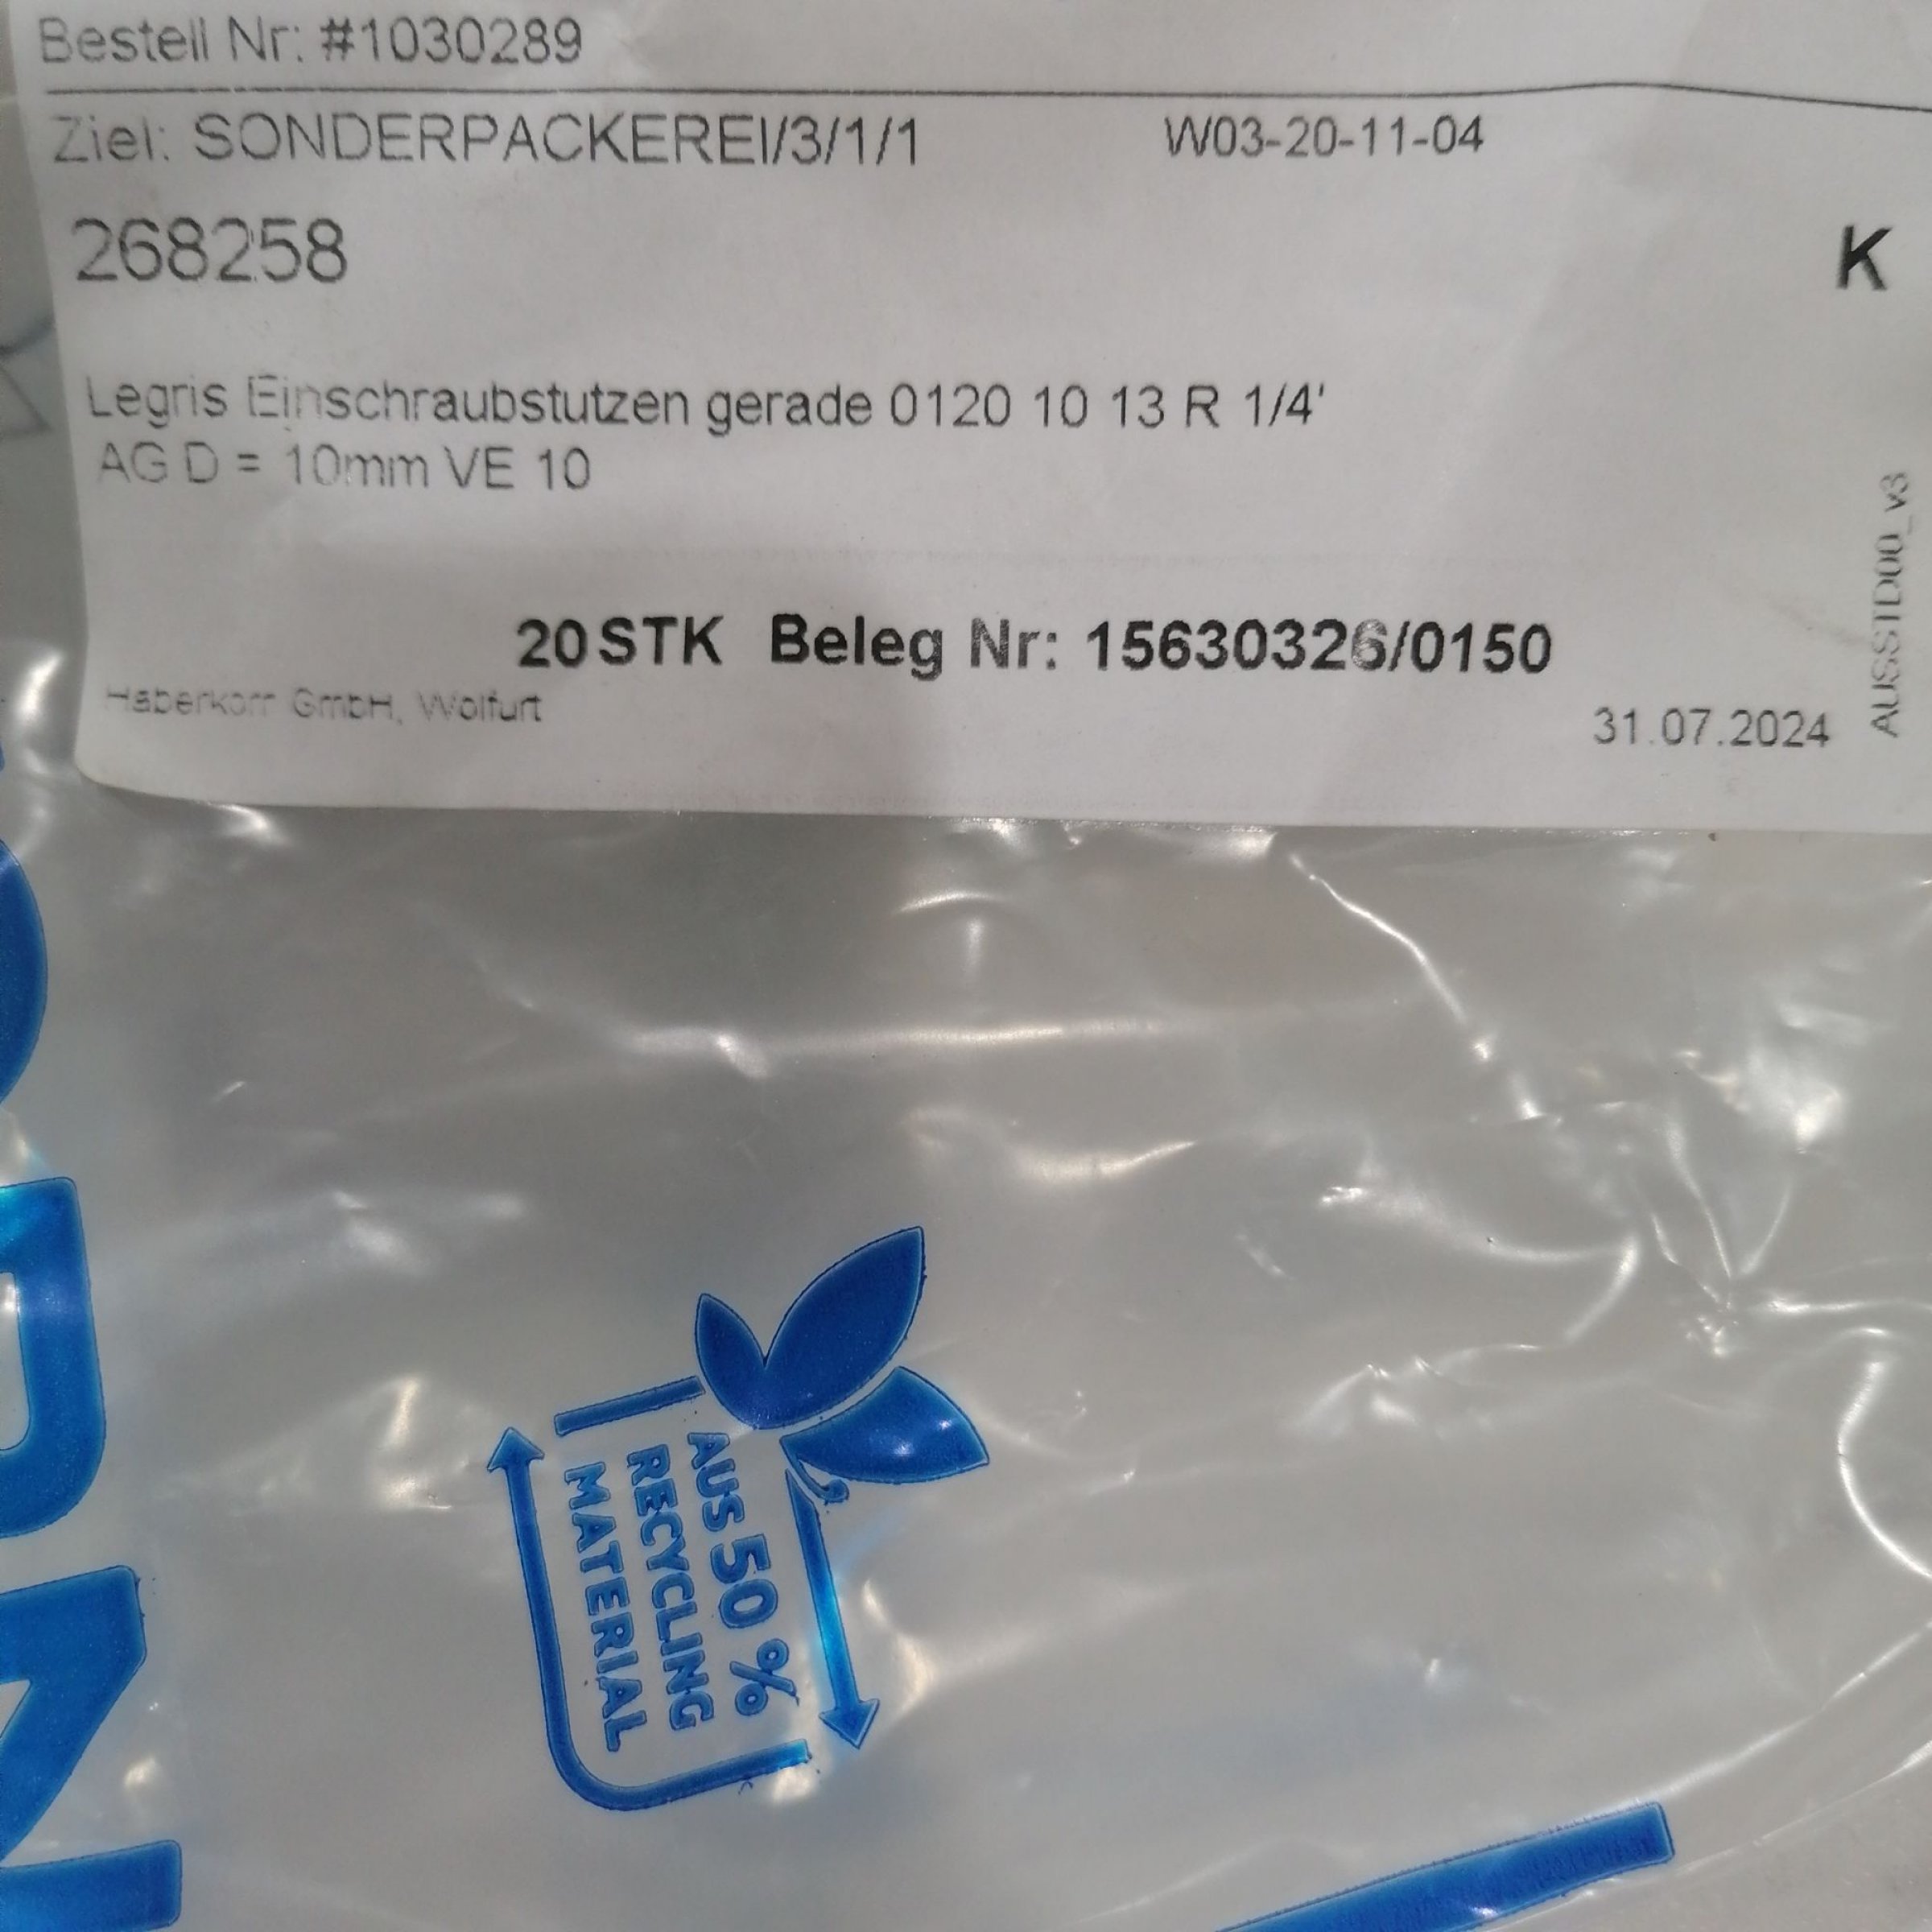 Bestell Nr: #1030289
Ziel: SONDERPACKEREI/3/1/1 W03-20-11-04
268258 K
Legris Einschraubstutzen gerade 0120 10 13 R 1/4'
AG D = 10mm VE 10
20 STK Beleg Nr: 15630326/0150
Haberkorn GmbH, Wolfurt
31.07.2024
AUSSTD00_v3
AUS 50 %
RECYCLING
MATERIAL